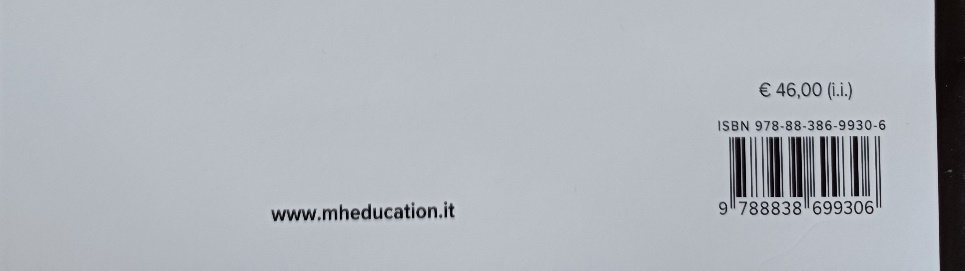 € 46,00 (i.i.)
ISBN 978-88-386-9930-6
9 788838 699306
www.mheducation.it